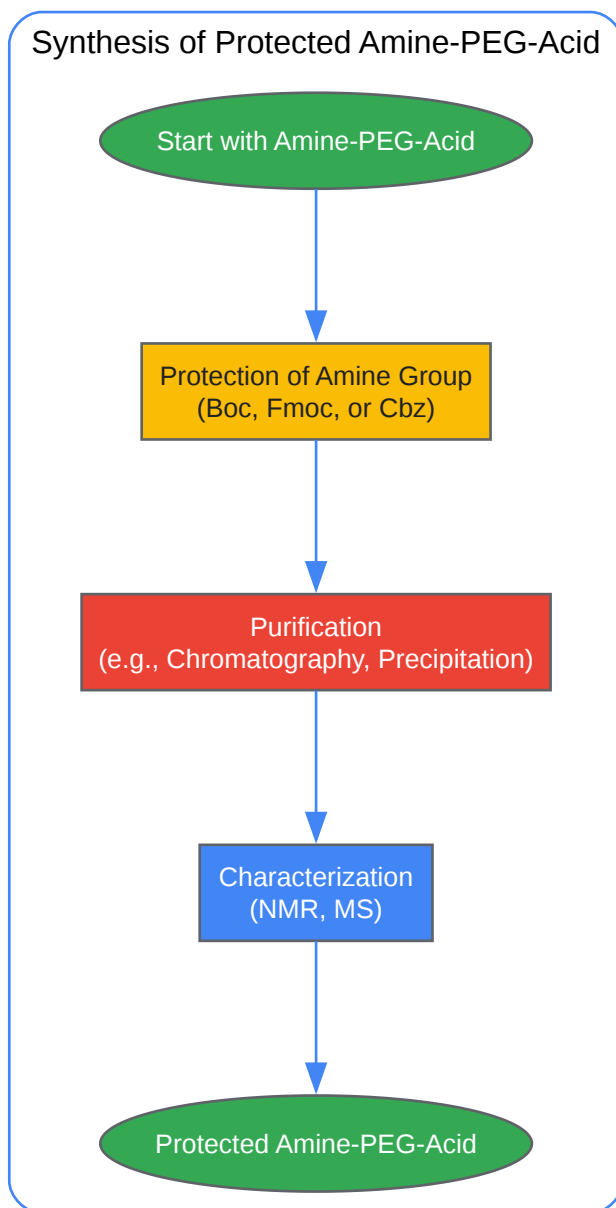 Synthesis of Protected Amine-PEG-Acid
Start with Amine-PEG-Acid
Protection of Amine Group
(Boc, Fmoc, or Cbz)
Purification
(e.g., Chromatography, Precipitation)
Characterization
(NMR, MS)
Protected Amine-PEG-Acid